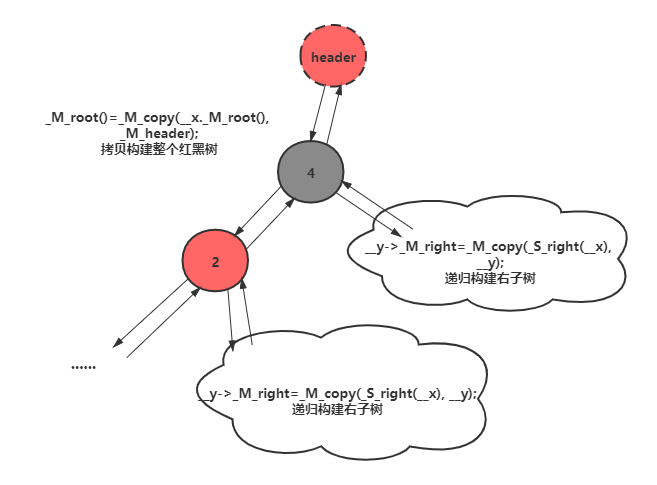 header
_M_root()=_M_copy(__x._M_root(),
_M_header);
拷贝构建整个红黑树
4
__y->_M_right=_M_copy(_S_right(__x),
__y);
递归构建右子树
2
......
__y->_M_right=_M_copy(_S_right(__x), __y);
递归构建右子树